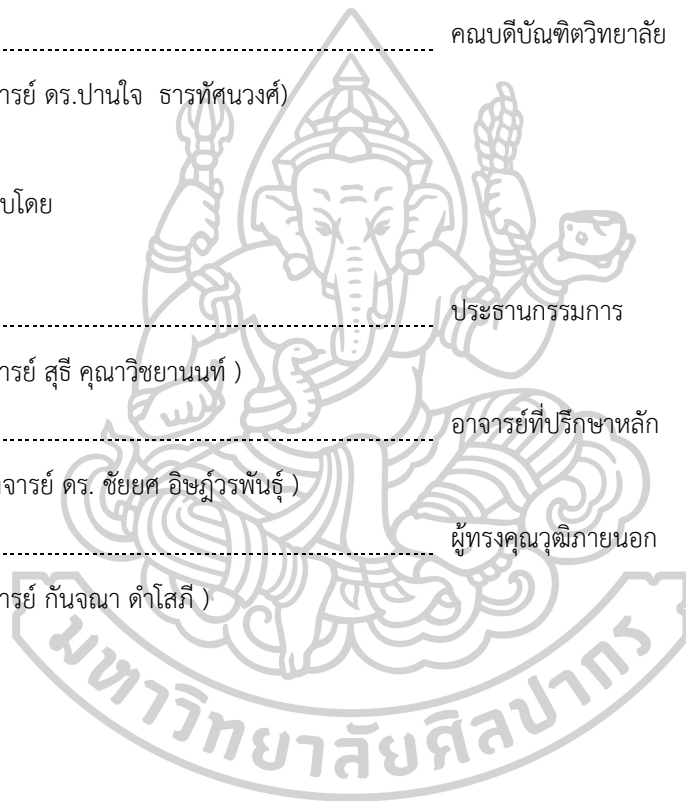 คณบดีบัณฑิตวิทยาลัย
ารย์ ดร.ปานใจ ธารทัศนวงศ์)
บโดย
ประธานกรรมการ
ารย์ สุธี คุณาวิชยานนท์ )
อาจารย์ที่ปรึกษาหลัก
จารย์ ดร. ชัยยศ อิษฎ์วรพันธุ์ )
ผู้ทรงคุณวุฒิภายนอก
ารย์ กันจณา ดำโสภี )
มหาวิทยาลัยศิลปากร